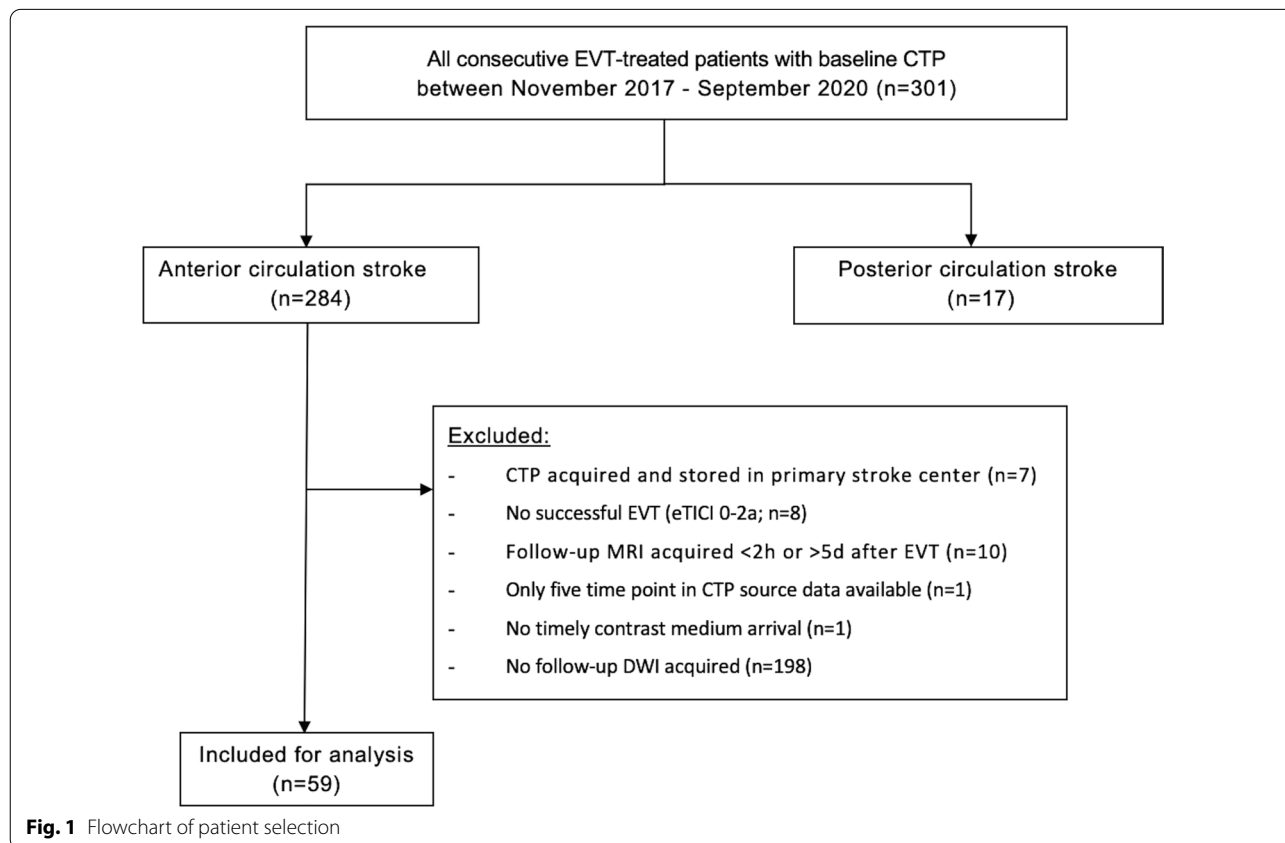 All consecutive EVT-treated patients with baseline CTP
between November 2017 - September 2020 (n=301)
Anterior circulation stroke
(n=284)
Posterior circulation stroke
(n=17)
Excluded:
- CTP acquired and stored in primary stroke center (n=7)
- No successful EVT (eTICI 0-2a; n=8)
- Follow-up MRI acquired <2h or >5d after EVT (n=10)
- Only five time point in CTP source data available (n=1)
- No timely contrast medium arrival (n=1)
- No follow-up DWI acquired (n=198)
Included for analysis
(n=59)
Fig. 1 Flowchart of patient selection